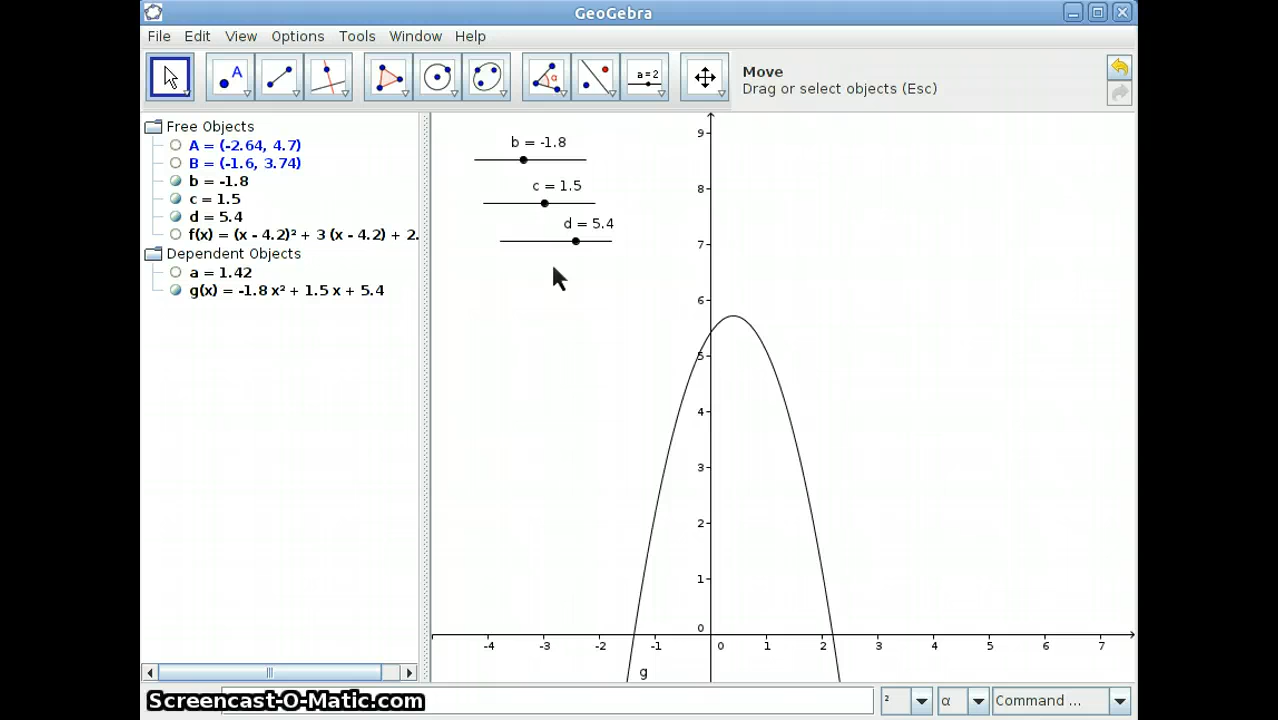 GeoGebra
File Edit View Options Tools Window Help
A
α
a = 2
Move
Drag or select objects (Esc)
Free Objects
A = (-2.64, 4.7)
B = (-1.6, 3.74)
b = -1.8
c = 1.5
d = 5.4
f(x) = (x - 4.2)² + 3 (x - 4.2) + 2.
Dependent Objects
a = 1.42
g(x) = -1.8 x² + 1.5 x + 5.4
b = -1.8
c = 1.5
d = 5.4
9
8
7
6
5
4
3
2
1
0
-4 -3 -2 -1 0 1 2 3 4 5 6 7
g
Screencast-O-Matic.com
² α Command ...